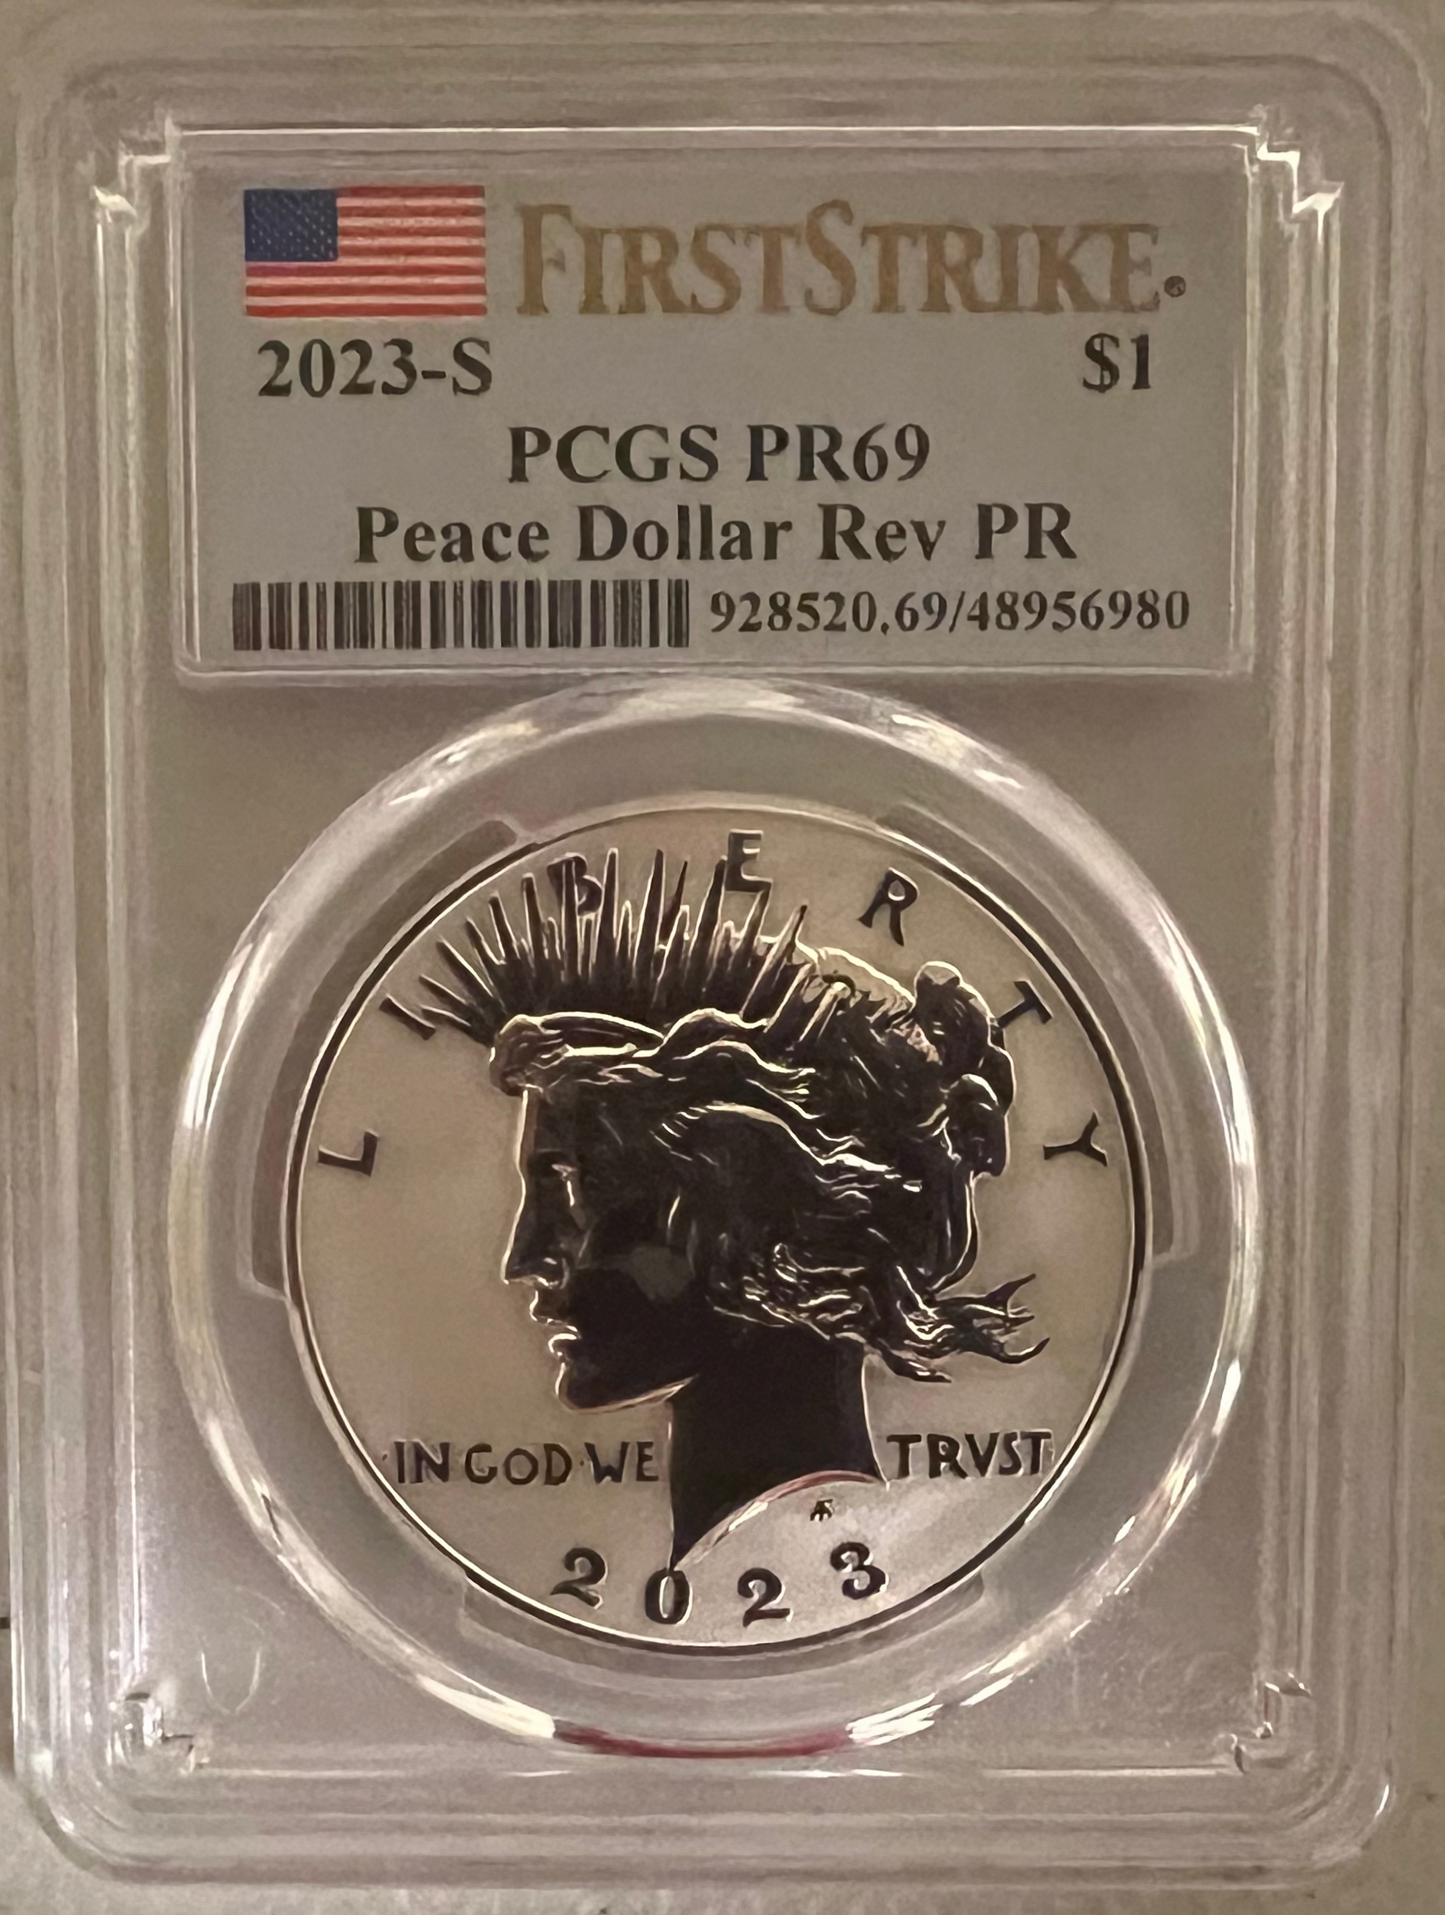 FIRSTSTRIKE®
2023-S $1
PCGS PR69
Peace Dollar Rev PR
928520.69/48956980
LIBERTY
·IN GOD·WE TRVST
2023